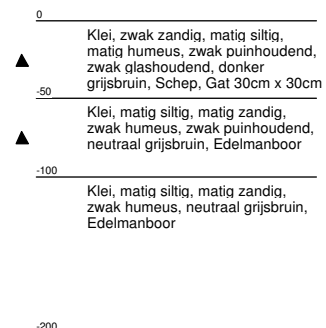 0
Klei, zwak zandig, matig siltig,
matig humeus, zwak puinhoudend,
zwak glashoudend, donker
grijsbruin, Schep, Gat 30cm x 30cm
-50
Klei, matig siltig, matig zandig,
zwak humeus, zwak puinhoudend,
neutraal grijsbruin, Edelmanboor
-100
Klei, matig siltig, matig zandig,
zwak humeus, neutraal grijsbruin,
Edelmanboor
-200